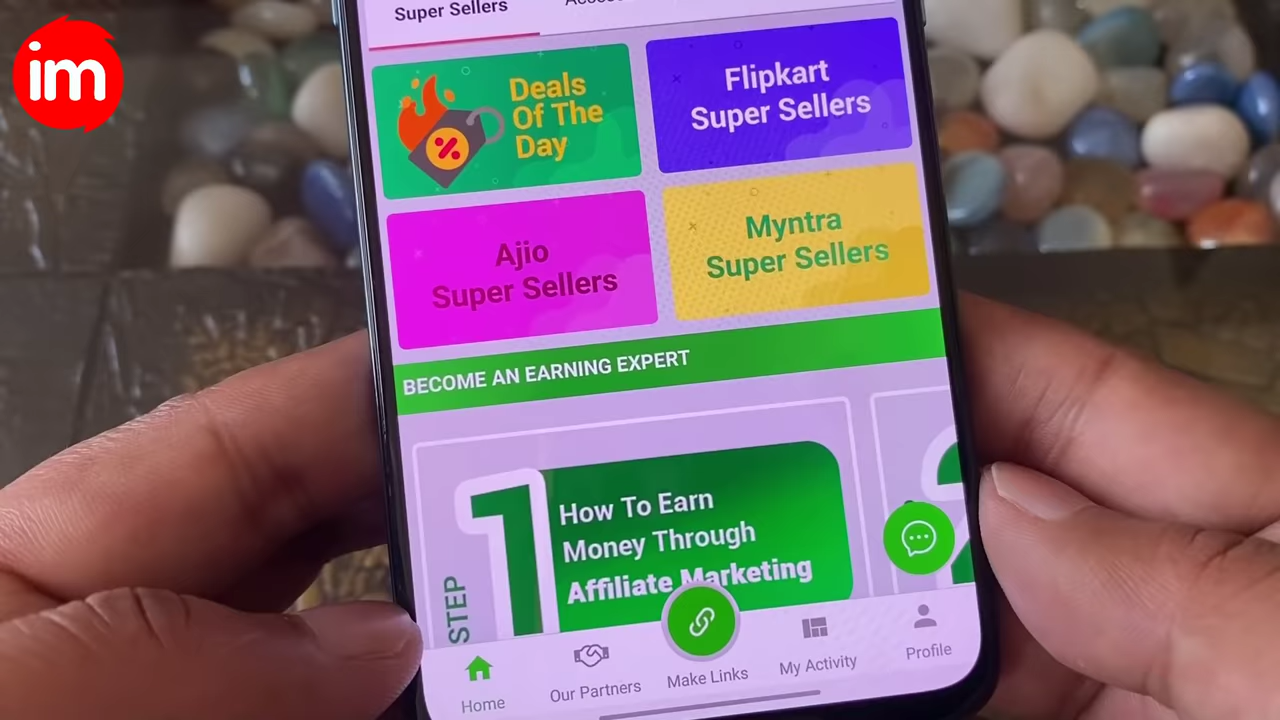 im
Super Sellers
Deals
Of The
Day
%
Flipkart
Super Sellers
Ajio
Super Sellers
Myntra
Super Sellers
BECOME AN EARNING EXPERT
STEP
1
How To Earn
Money Through
Affiliate Marketing
Home
Our Partners
Make Links
My Activity
Profile